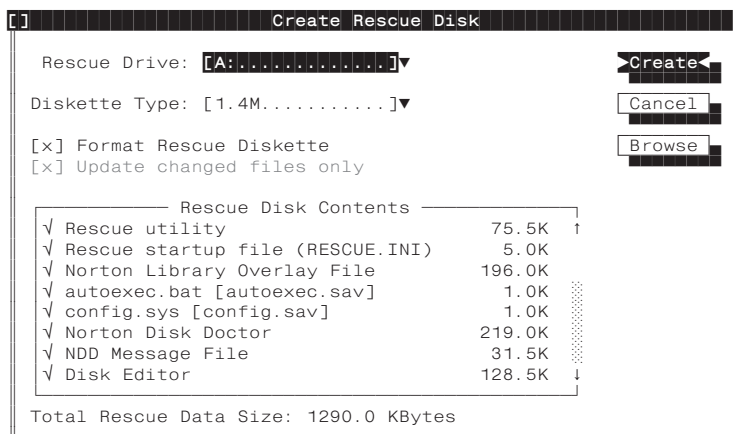 [] Create Rescue Disk
Rescue Drive: [A:.............]▼ >Create<
Diskette Type: [1.4M...........]▼ Cancel
[x] Format Rescue Diskette Browse
[x] Update changed files only
Rescue Disk Contents
√ Rescue utility 75.5K ↑
√ Rescue startup file (RESCUE.INI) 5.0K
√ Norton Library Overlay File 196.0K
√ autoexec.bat [autoexec.sav] 1.0K
√ config.sys [config.sav] 1.0K
√ Norton Disk Doctor 219.0K
√ NDD Message File 31.5K
√ Disk Editor 128.5K ↓
Total Rescue Data Size: 1290.0 KBytes